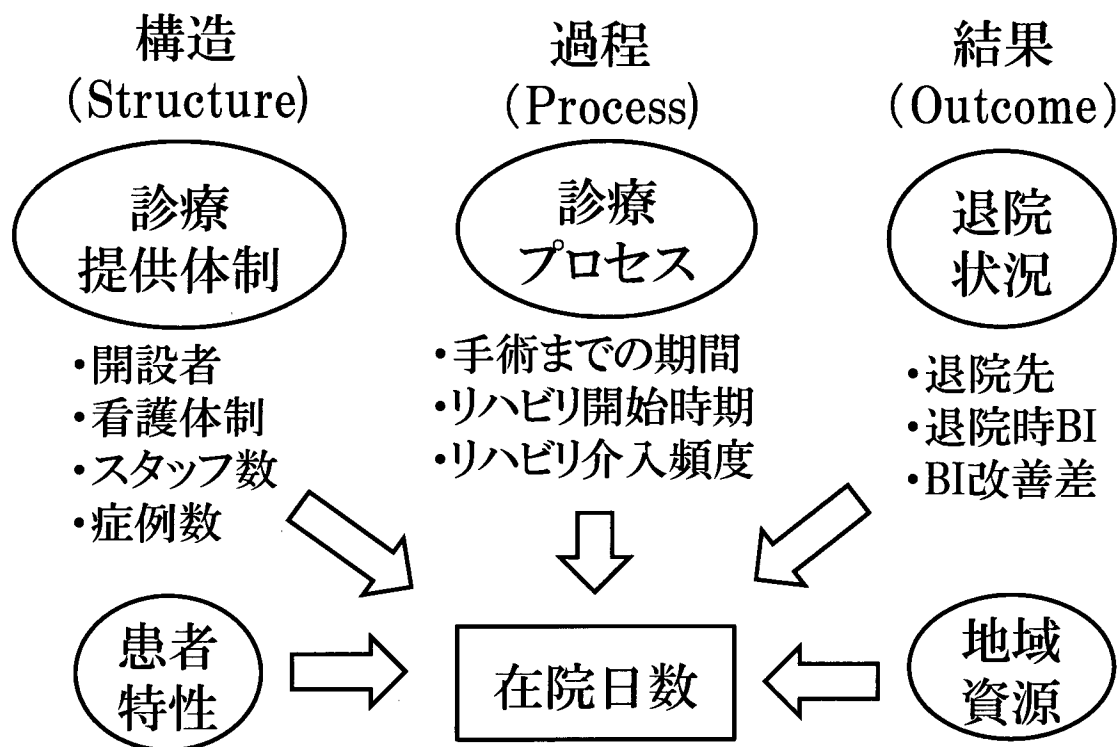 構造
(Structure)
診療
提供体制
・開設者
・看護体制
・スタッフ数
・症例数
過程
(Process)
診療
プロセス
・手術までの期間
・リハビリ開始時期
・リハビリ介入頻度
結果
(Outcome)
退院
状況
・退院先
・退院時BI
・BI改善差
患者
特性
在院日数
地域
資源